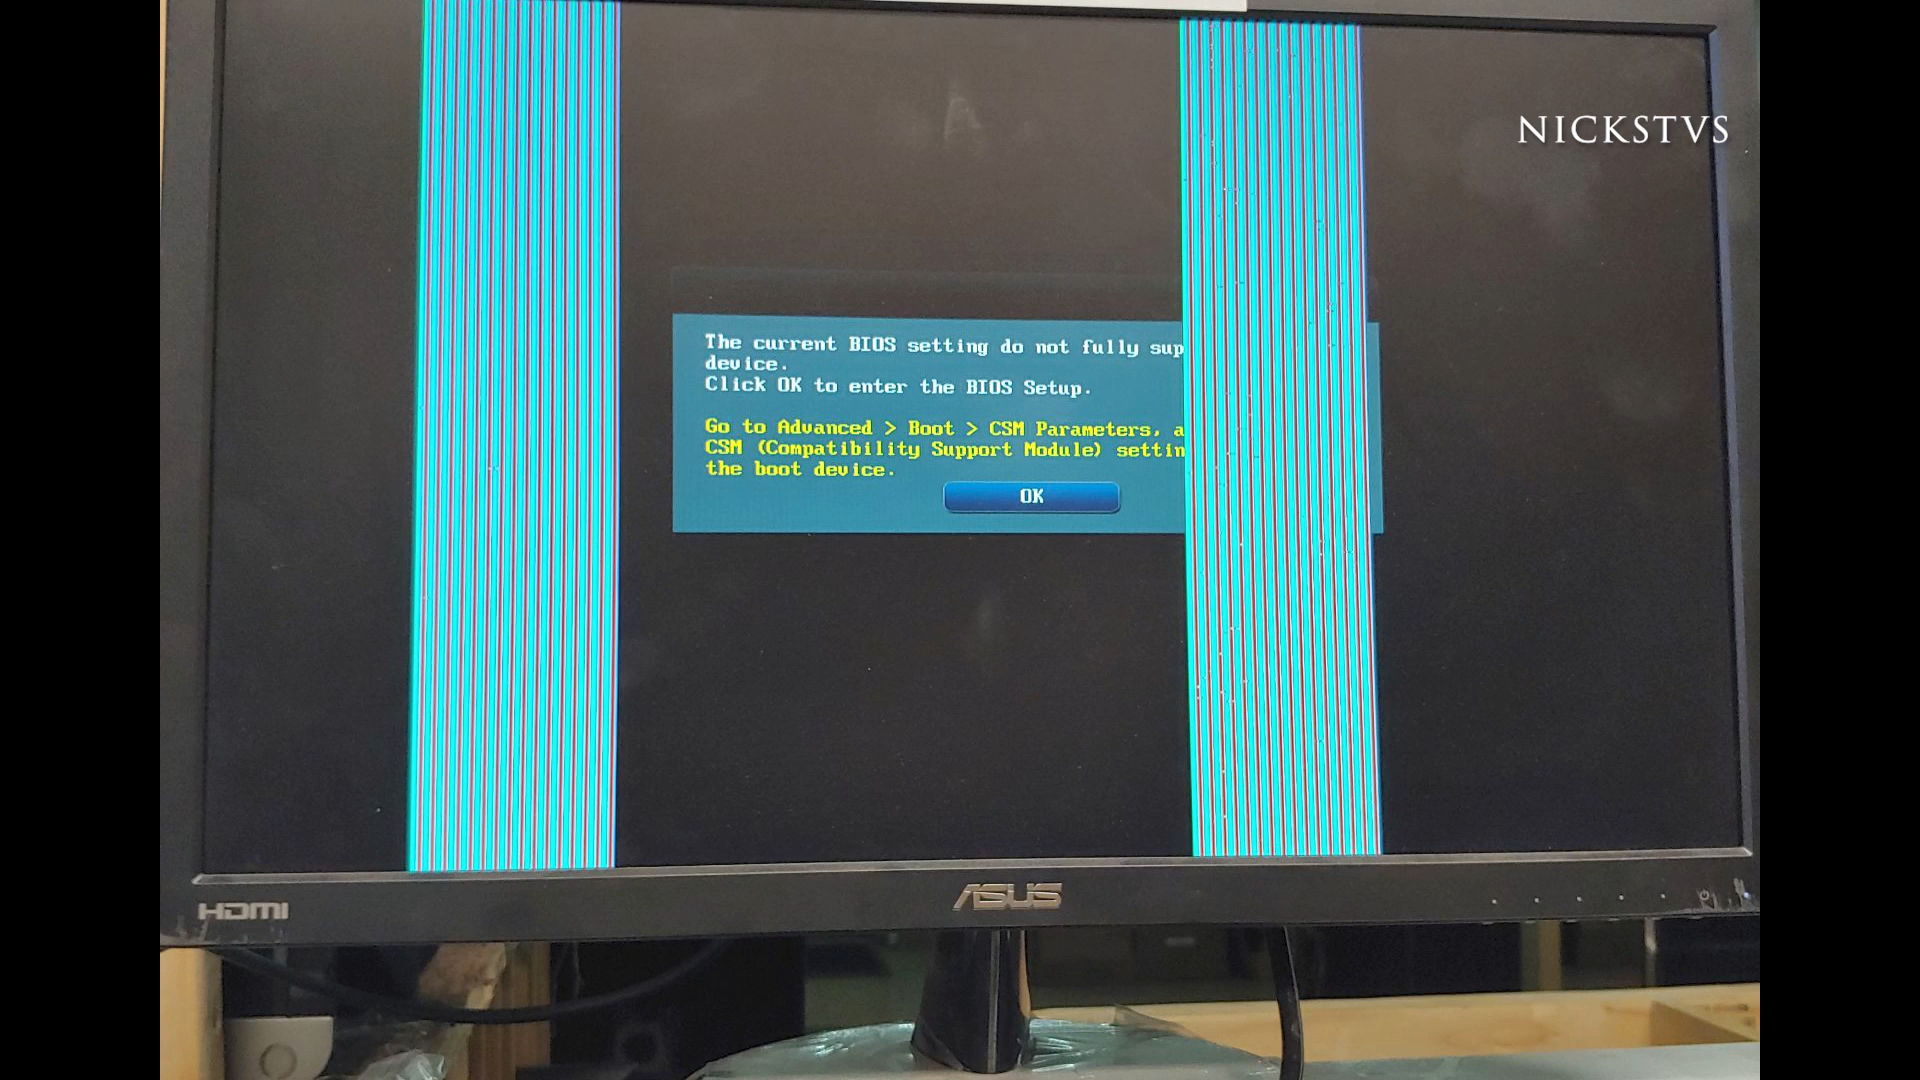 NICKSTVS
The current BIOS setting do not fully sup
device.
Click OK to enter the BIOS Setup.
Go to Advanced > Boot > CSM Parameters, a
CSM (Compatibility Support Module) settin
the boot device.
OK
HDMI
ASUS